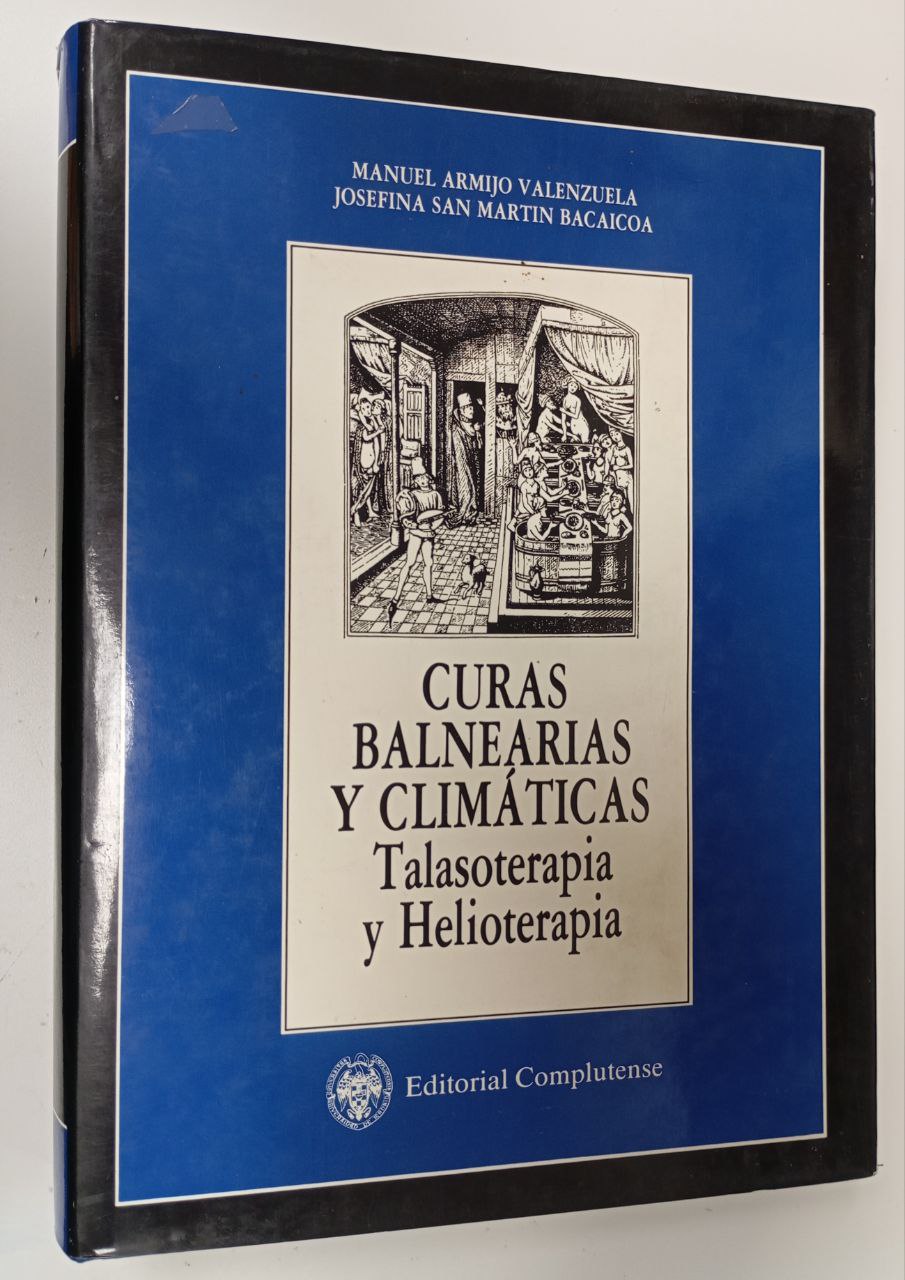 MANUEL ARMIJO VALENZUELA
JOSEFINA SAN MARTIN BACAICOA
CURAS
BALNEARIAS
Y CLIMÁTICAS
Talasoterapia
y Helioterapia
Editorial Complutense